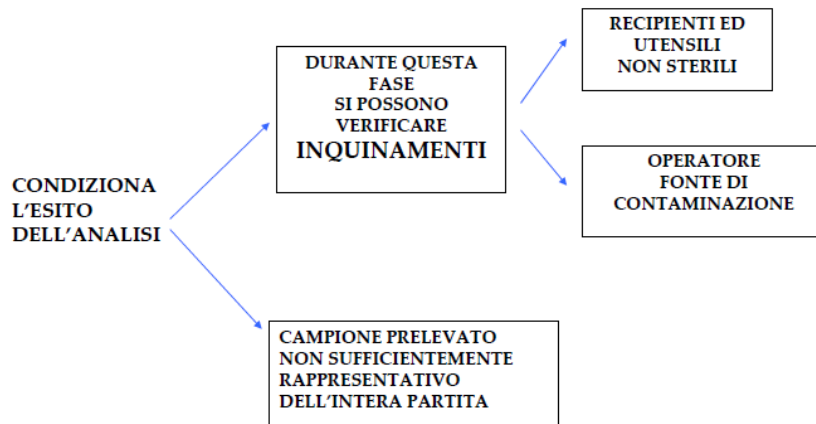 CONDIZIONA
L'ESITO
DELL'ANALISI
DURANTE QUESTA
FASE
SI POSSONO
VERIFICARE
INQUINAMENTI
RECIPIENTI ED
UTENSILI
NON STERILI
OPERATORE
FONTE DI
CONTAMINAZIONE
CAMPIONE PRELEVATO
NON SUFFICIENTEMENTE
RAPPRESENTATIVO
DELL'INTERA PARTITA